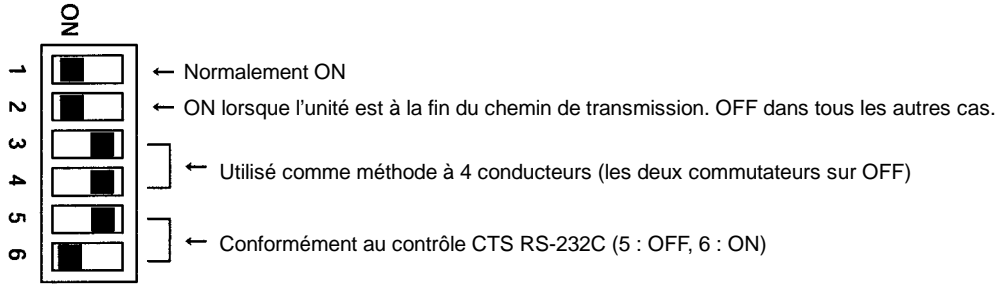 ON
1 ← Normalement ON
2 ← ON lorsque l'unité est à la fin du chemin de transmission. OFF dans tous les autres cas.
3
← Utilisé comme méthode à 4 conducteurs (les deux commutateurs sur OFF)
4
5
← Conformément au contrôle CTS RS-232C (5 : OFF, 6 : ON)
6